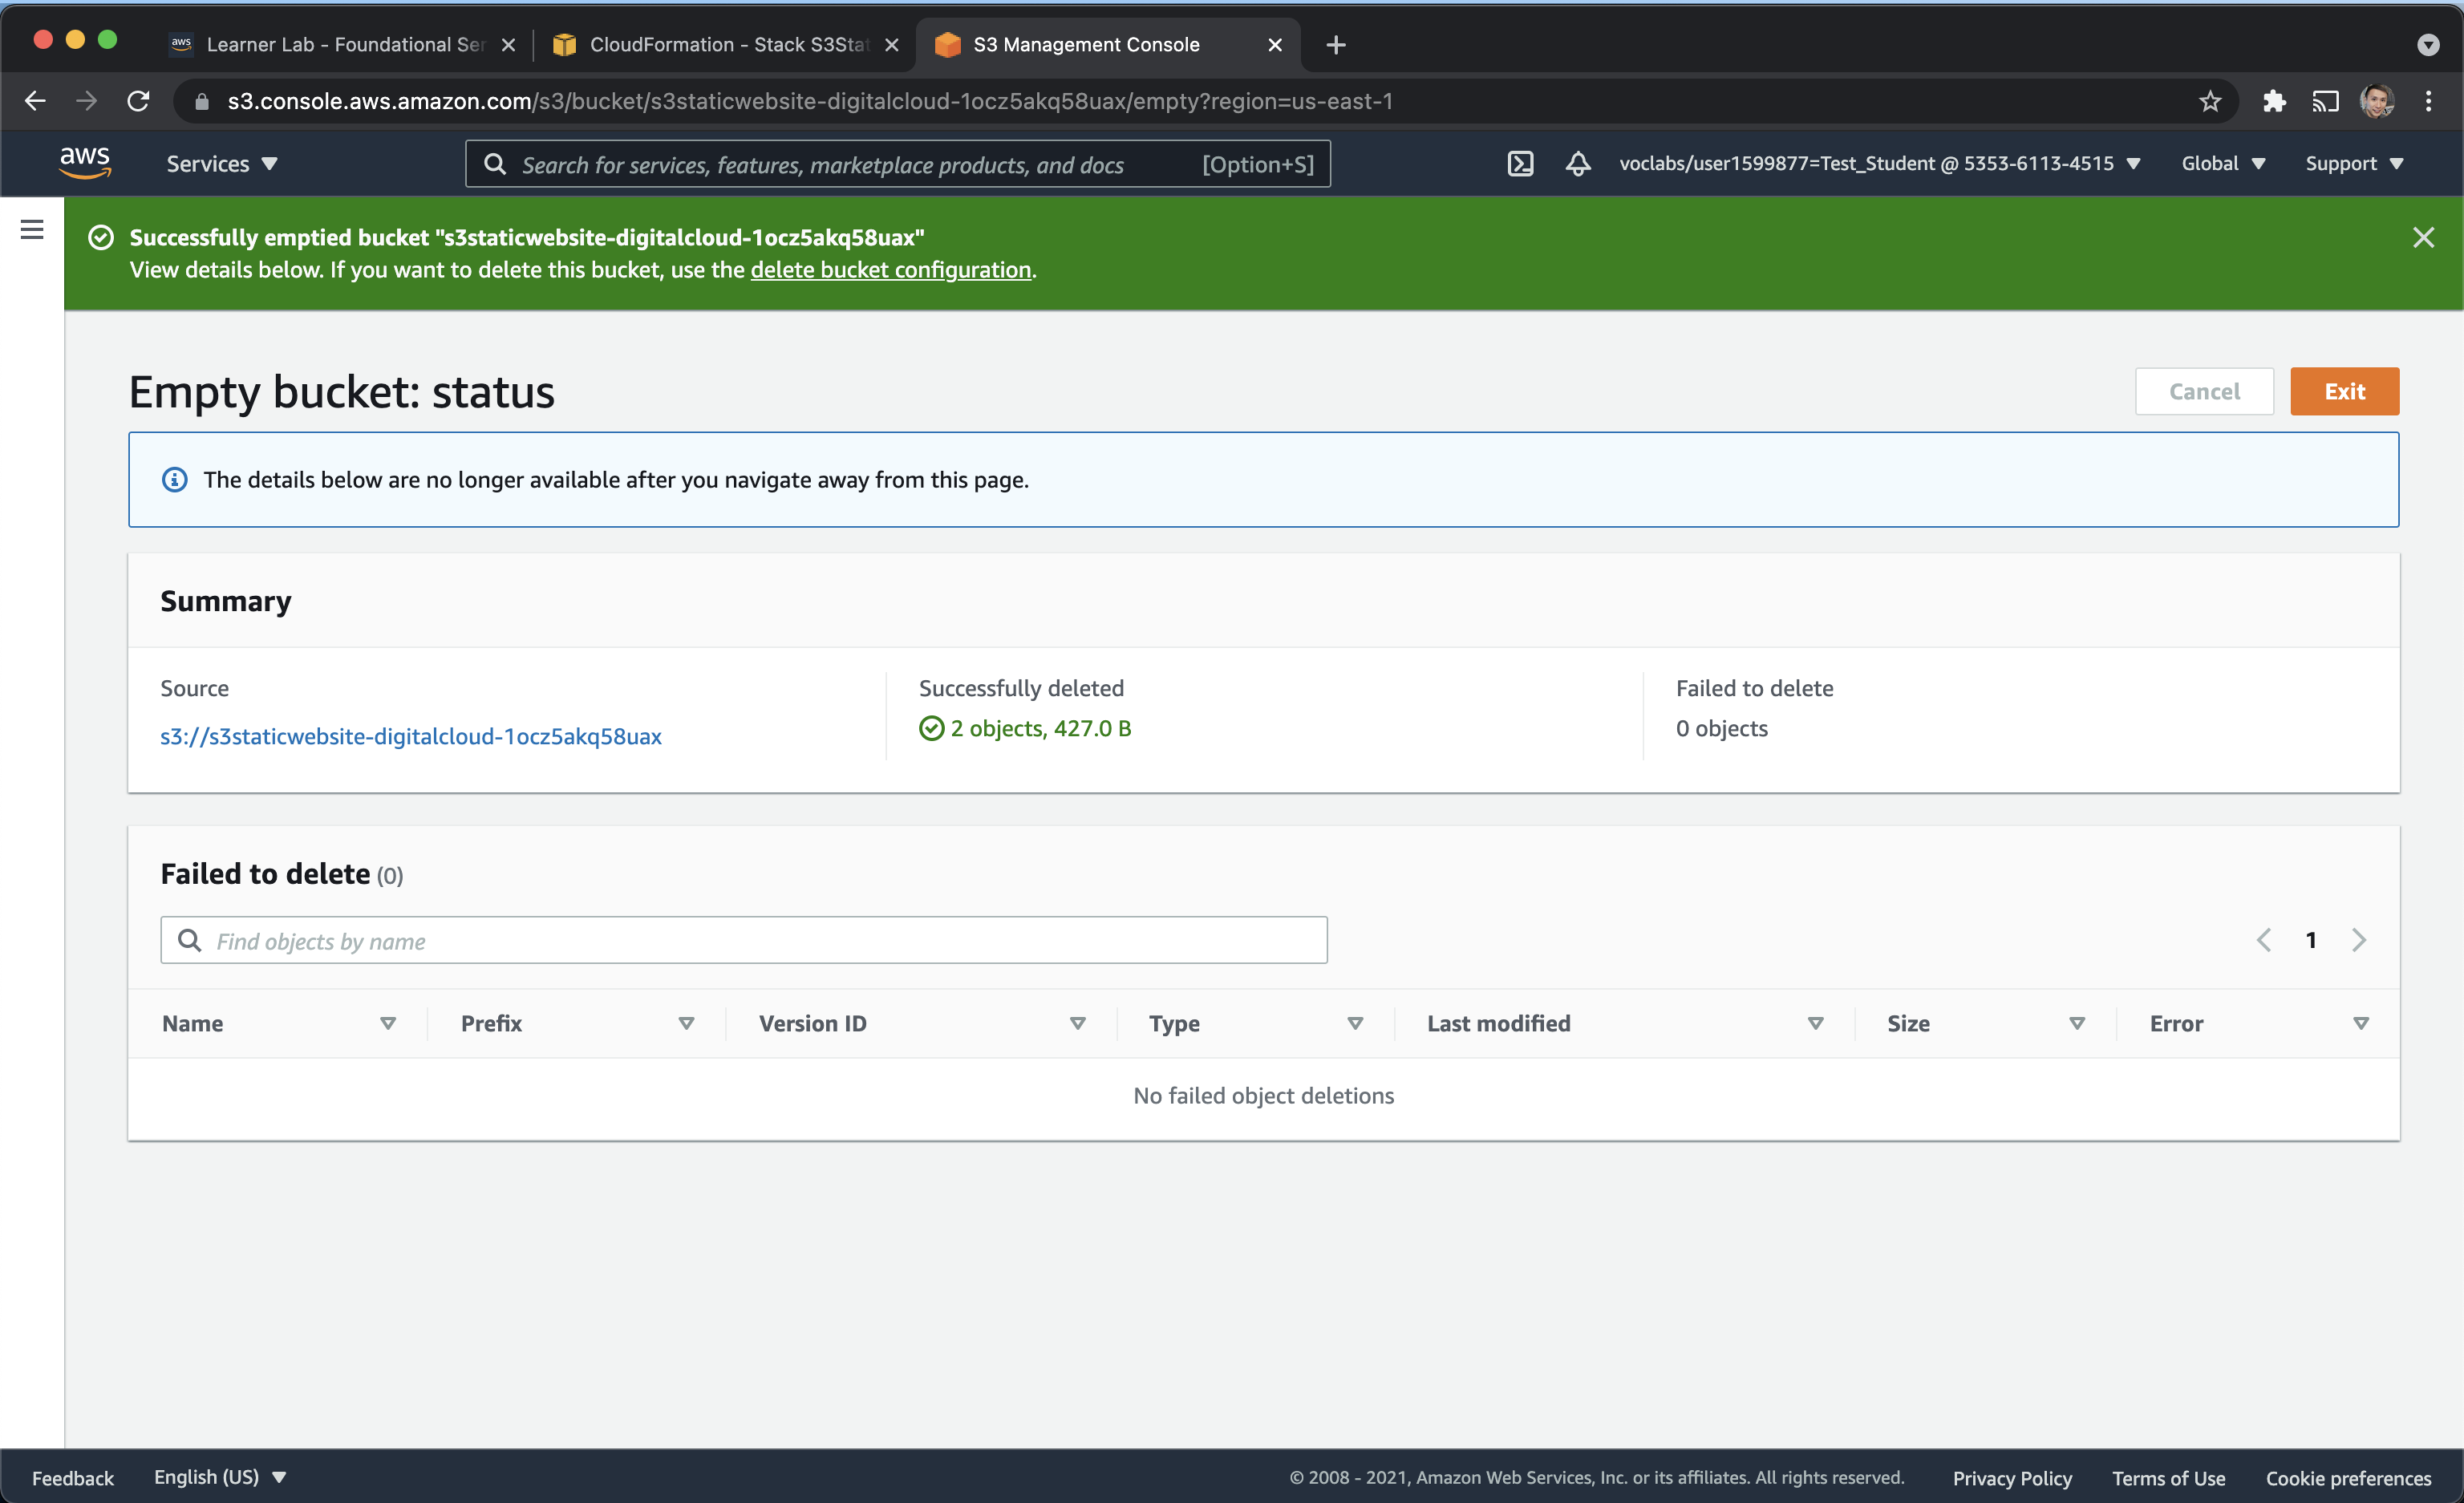 aws Learner Lab - Foundational Ser
CloudFormation - Stack S3Stat
S3 Management Console
s3.console.aws.amazon.com/s3/bucket/s3staticwebsite-digitalcloud-1ocz5akq58uax/empty?region=us-east-1
aws Services Search for services, features, marketplace products, and docs [Option+S] voclabs/user1599877=Test_Student @ 5353-6113-4515 Global Support
Successfully emptied bucket "s3staticwebsite-digitalcloud-1ocz5akq58uax"
View details below. If you want to delete this bucket, use the delete bucket configuration.
Empty bucket: status
Cancel Exit
The details below are no longer available after you navigate away from this page.
Summary
Source
s3://s3staticwebsite-digitalcloud-1ocz5akq58uax
Successfully deleted
2 objects, 427.0 B
Failed to delete
0 objects
Failed to delete (0)
Find objects by name
1
Name Prefix Version ID Type Last modified Size Error
No failed object deletions
Feedback English (US) © 2008 - 2021, Amazon Web Services, Inc. or its affiliates. All rights reserved. Privacy Policy Terms of Use Cookie preferences